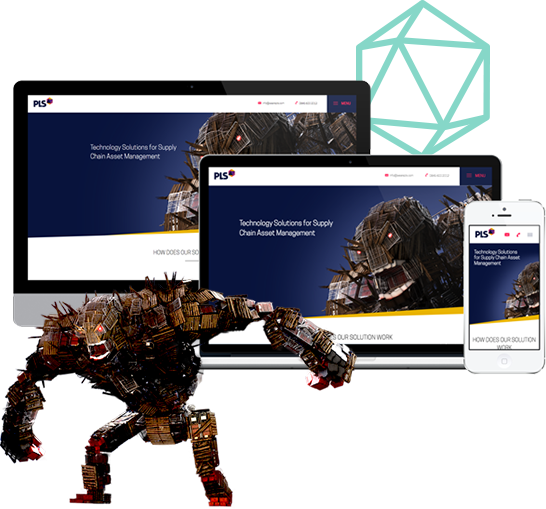 PLS
MENU
Technology Solutions for Supply
Chain Asset Management
HOW DOES OUR SO
PLS
MENU
Technology Solutions for Supply
Chain Asset Management
S DOES OUR SOLUTION WORK
PLS
Technology Solutions
for Supply Chain Asset
Management
HOW DOES OUR SOLUTION
WORK